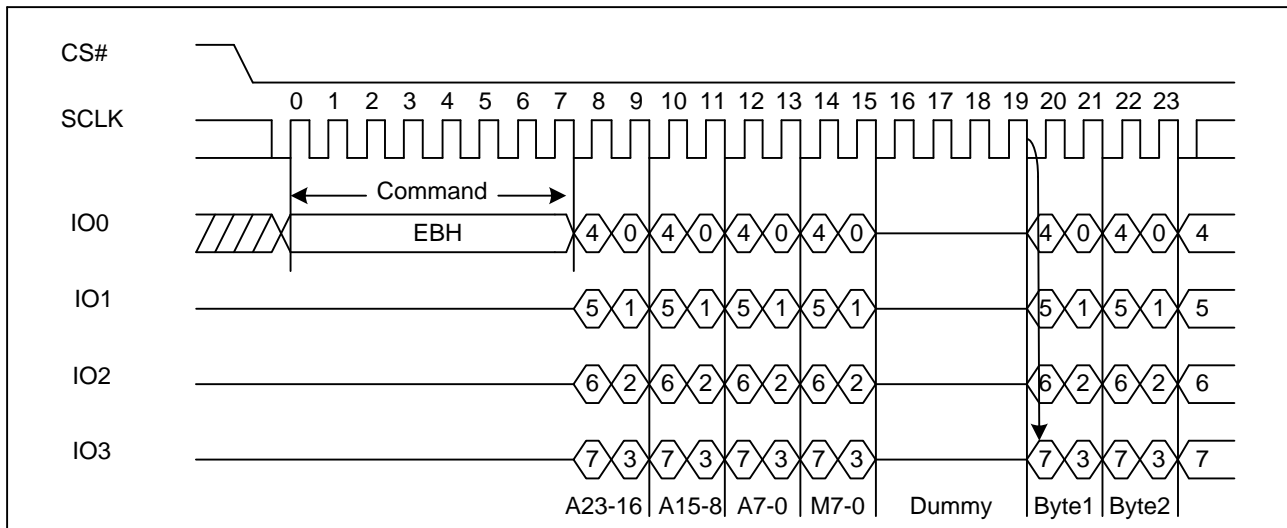 CS#
0 1 2 3 4 5 6 7 8 9 10 11 12 13 14 15 16 17 18 19 20 21 22 23
SCLK
Command
IO0 EBH 4 0 4 0 4 0 4 0 4 0 4 0 4
IO1 5 1 5 1 5 1 5 1 5 1 5 1 5
IO2 6 2 6 2 6 2 6 2 6 2 6 2 6
IO3 7 3 7 3 7 3 7 3 7 3 7 3 7
A23-16 A15-8 A7-0 M7-0 Dummy Byte1 Byte2